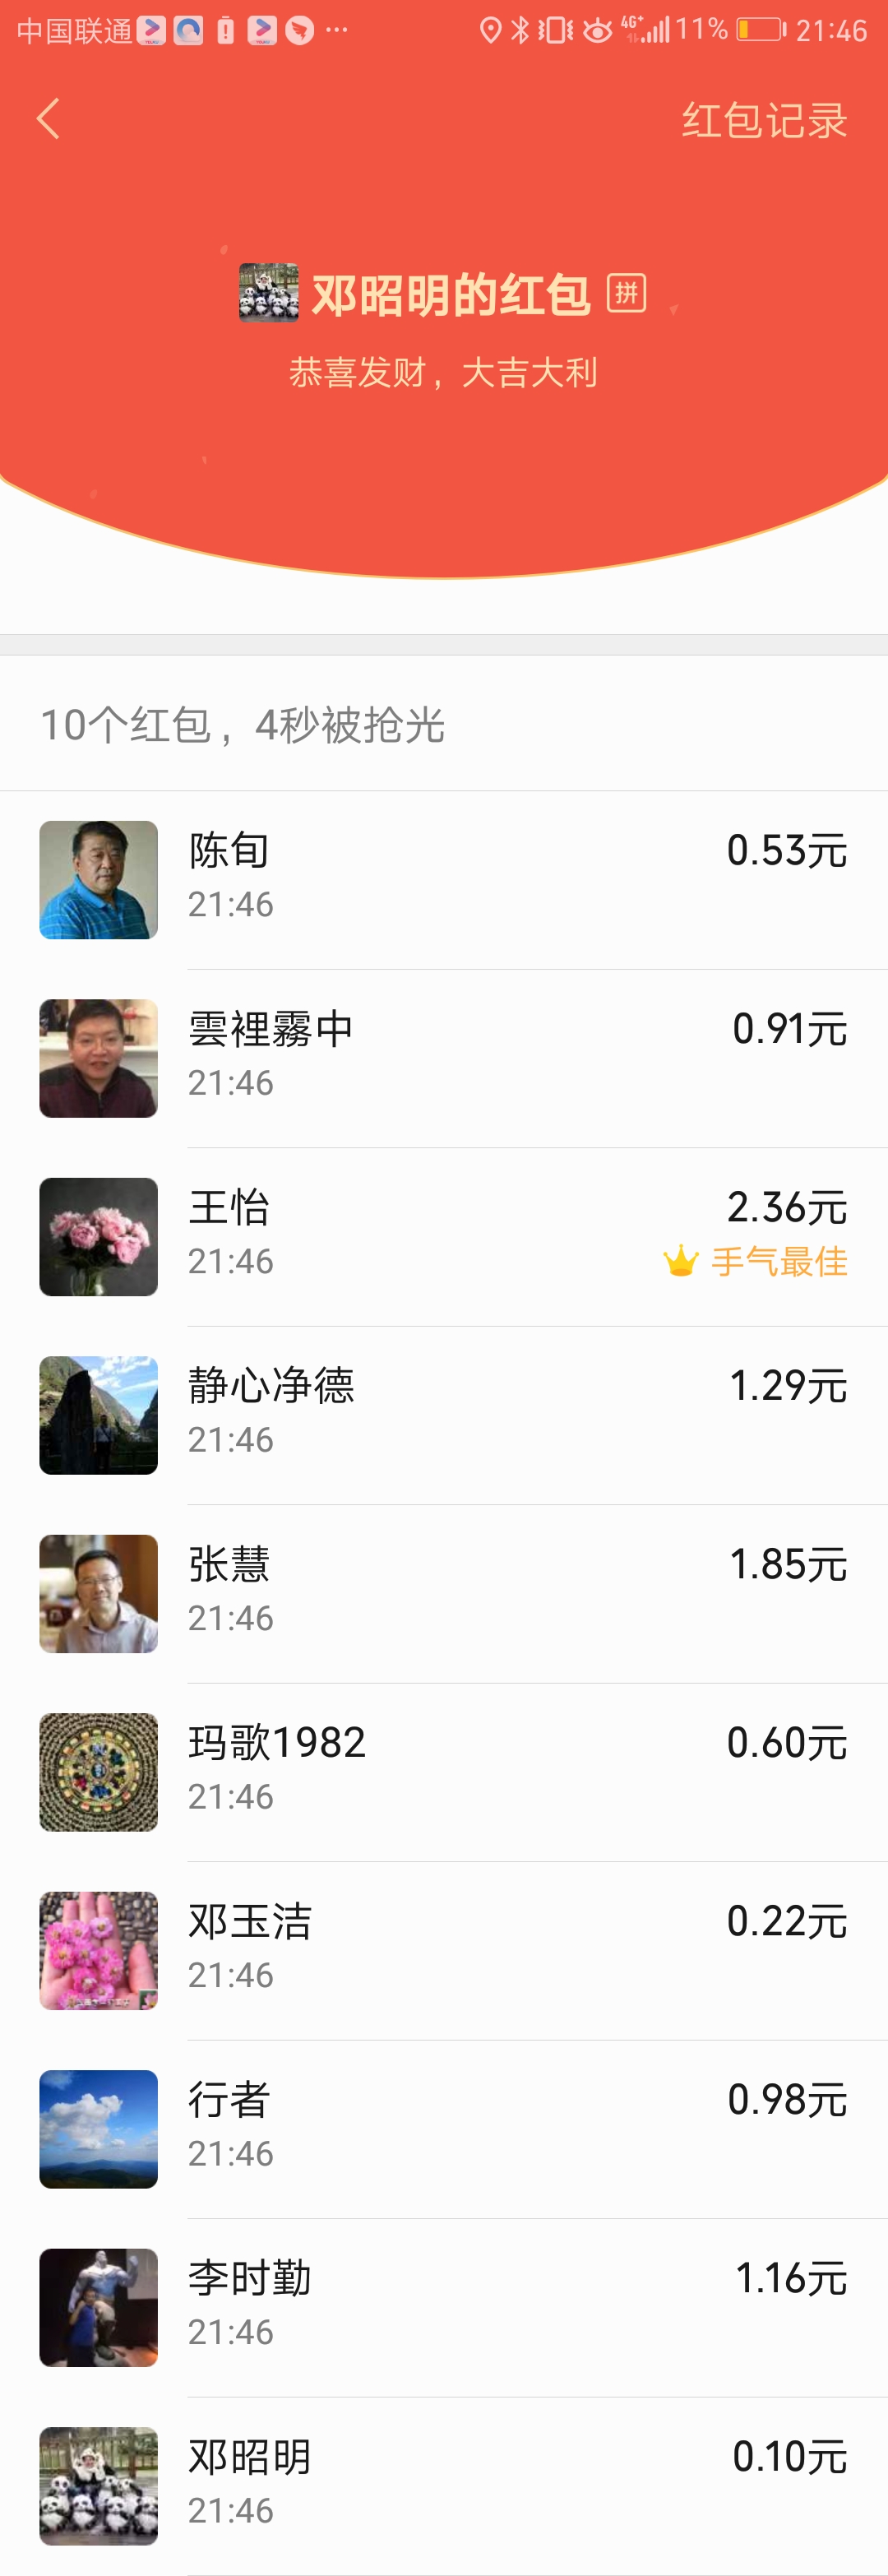 中国联通 ... 4G+ 11% 21:46
红包记录
邓昭明的红包 拼
恭喜发财，大吉大利
10个红包，4秒被抢光
陈旬 0.53元
21:46
雲裡霧中 0.91元
21:46
王怡 2.36元
21:46 手气最佳
静心净德 1.29元
21:46
张慧 1.85元
21:46
玛歌1982 0.60元
21:46
邓玉洁 0.22元
21:46
行者 0.98元
21:46
李时勤 1.16元
21:46
邓昭明 0.10元
21:46